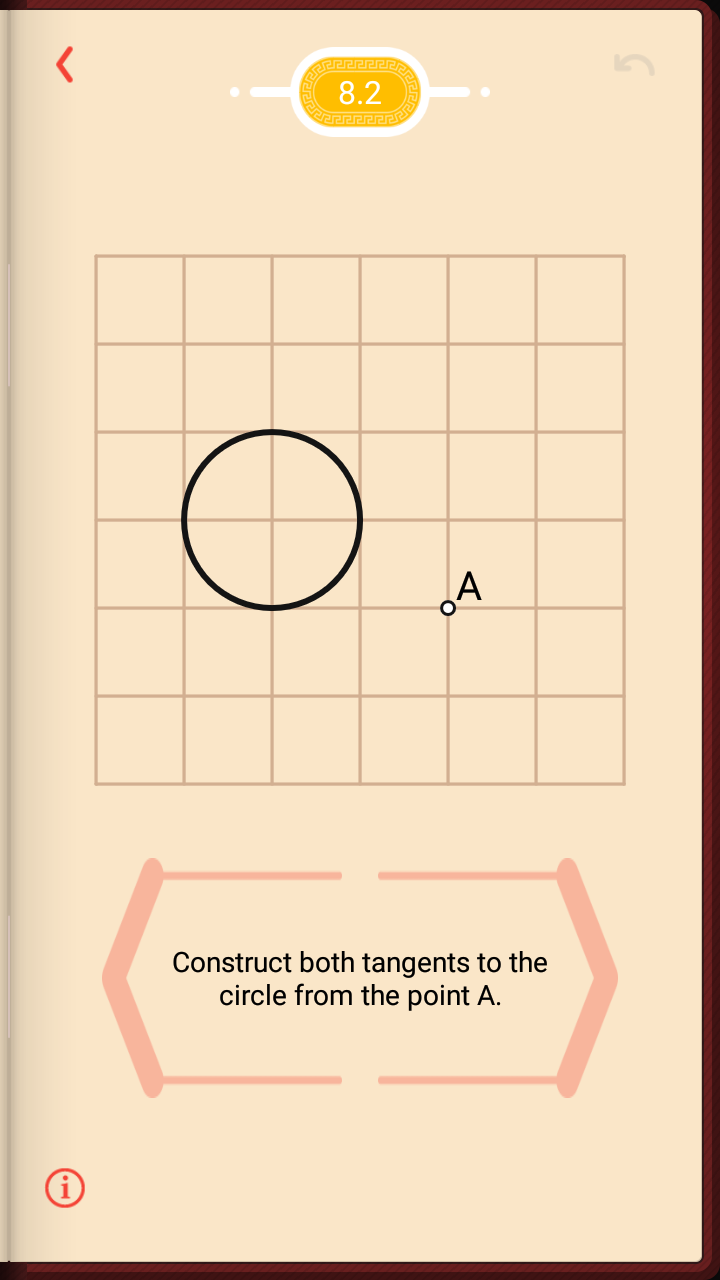 8.2
A
Construct both tangents to the
circle from the point A.
i